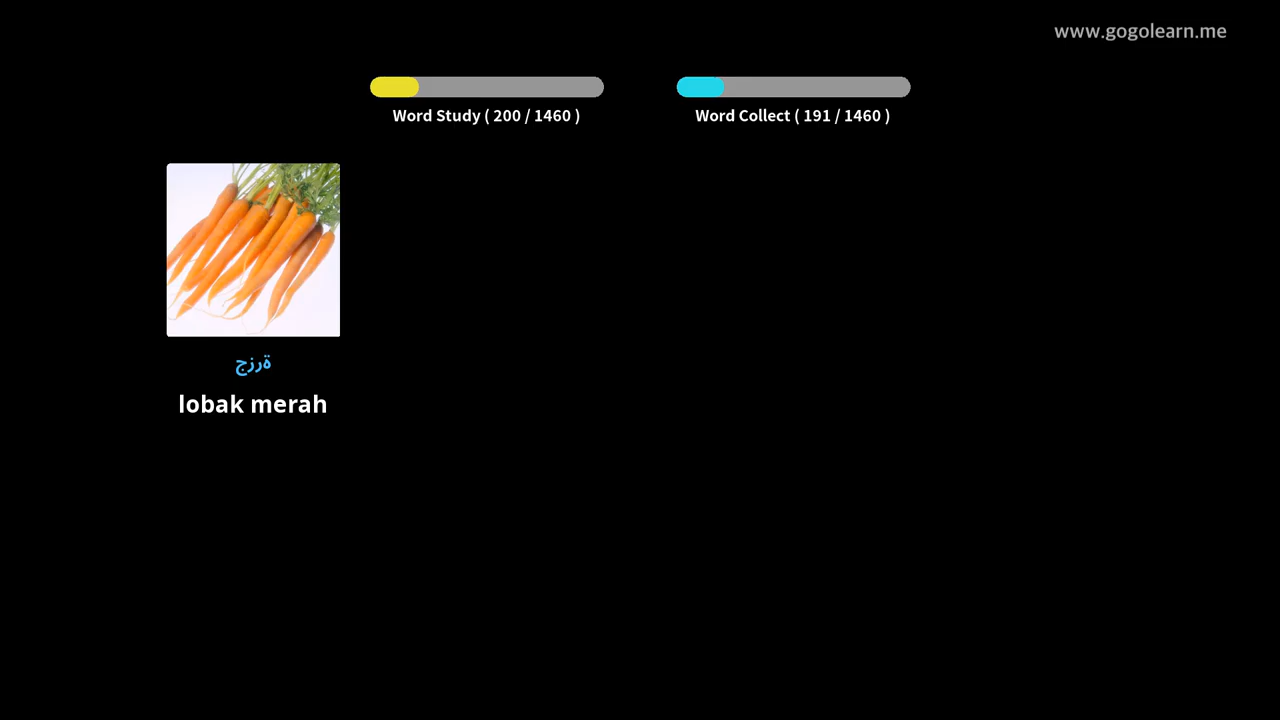 www.gogolearn.me
Word Study ( 200 / 1460 )
Word Collect ( 191 / 1460 )
ةرزج
lobak merah